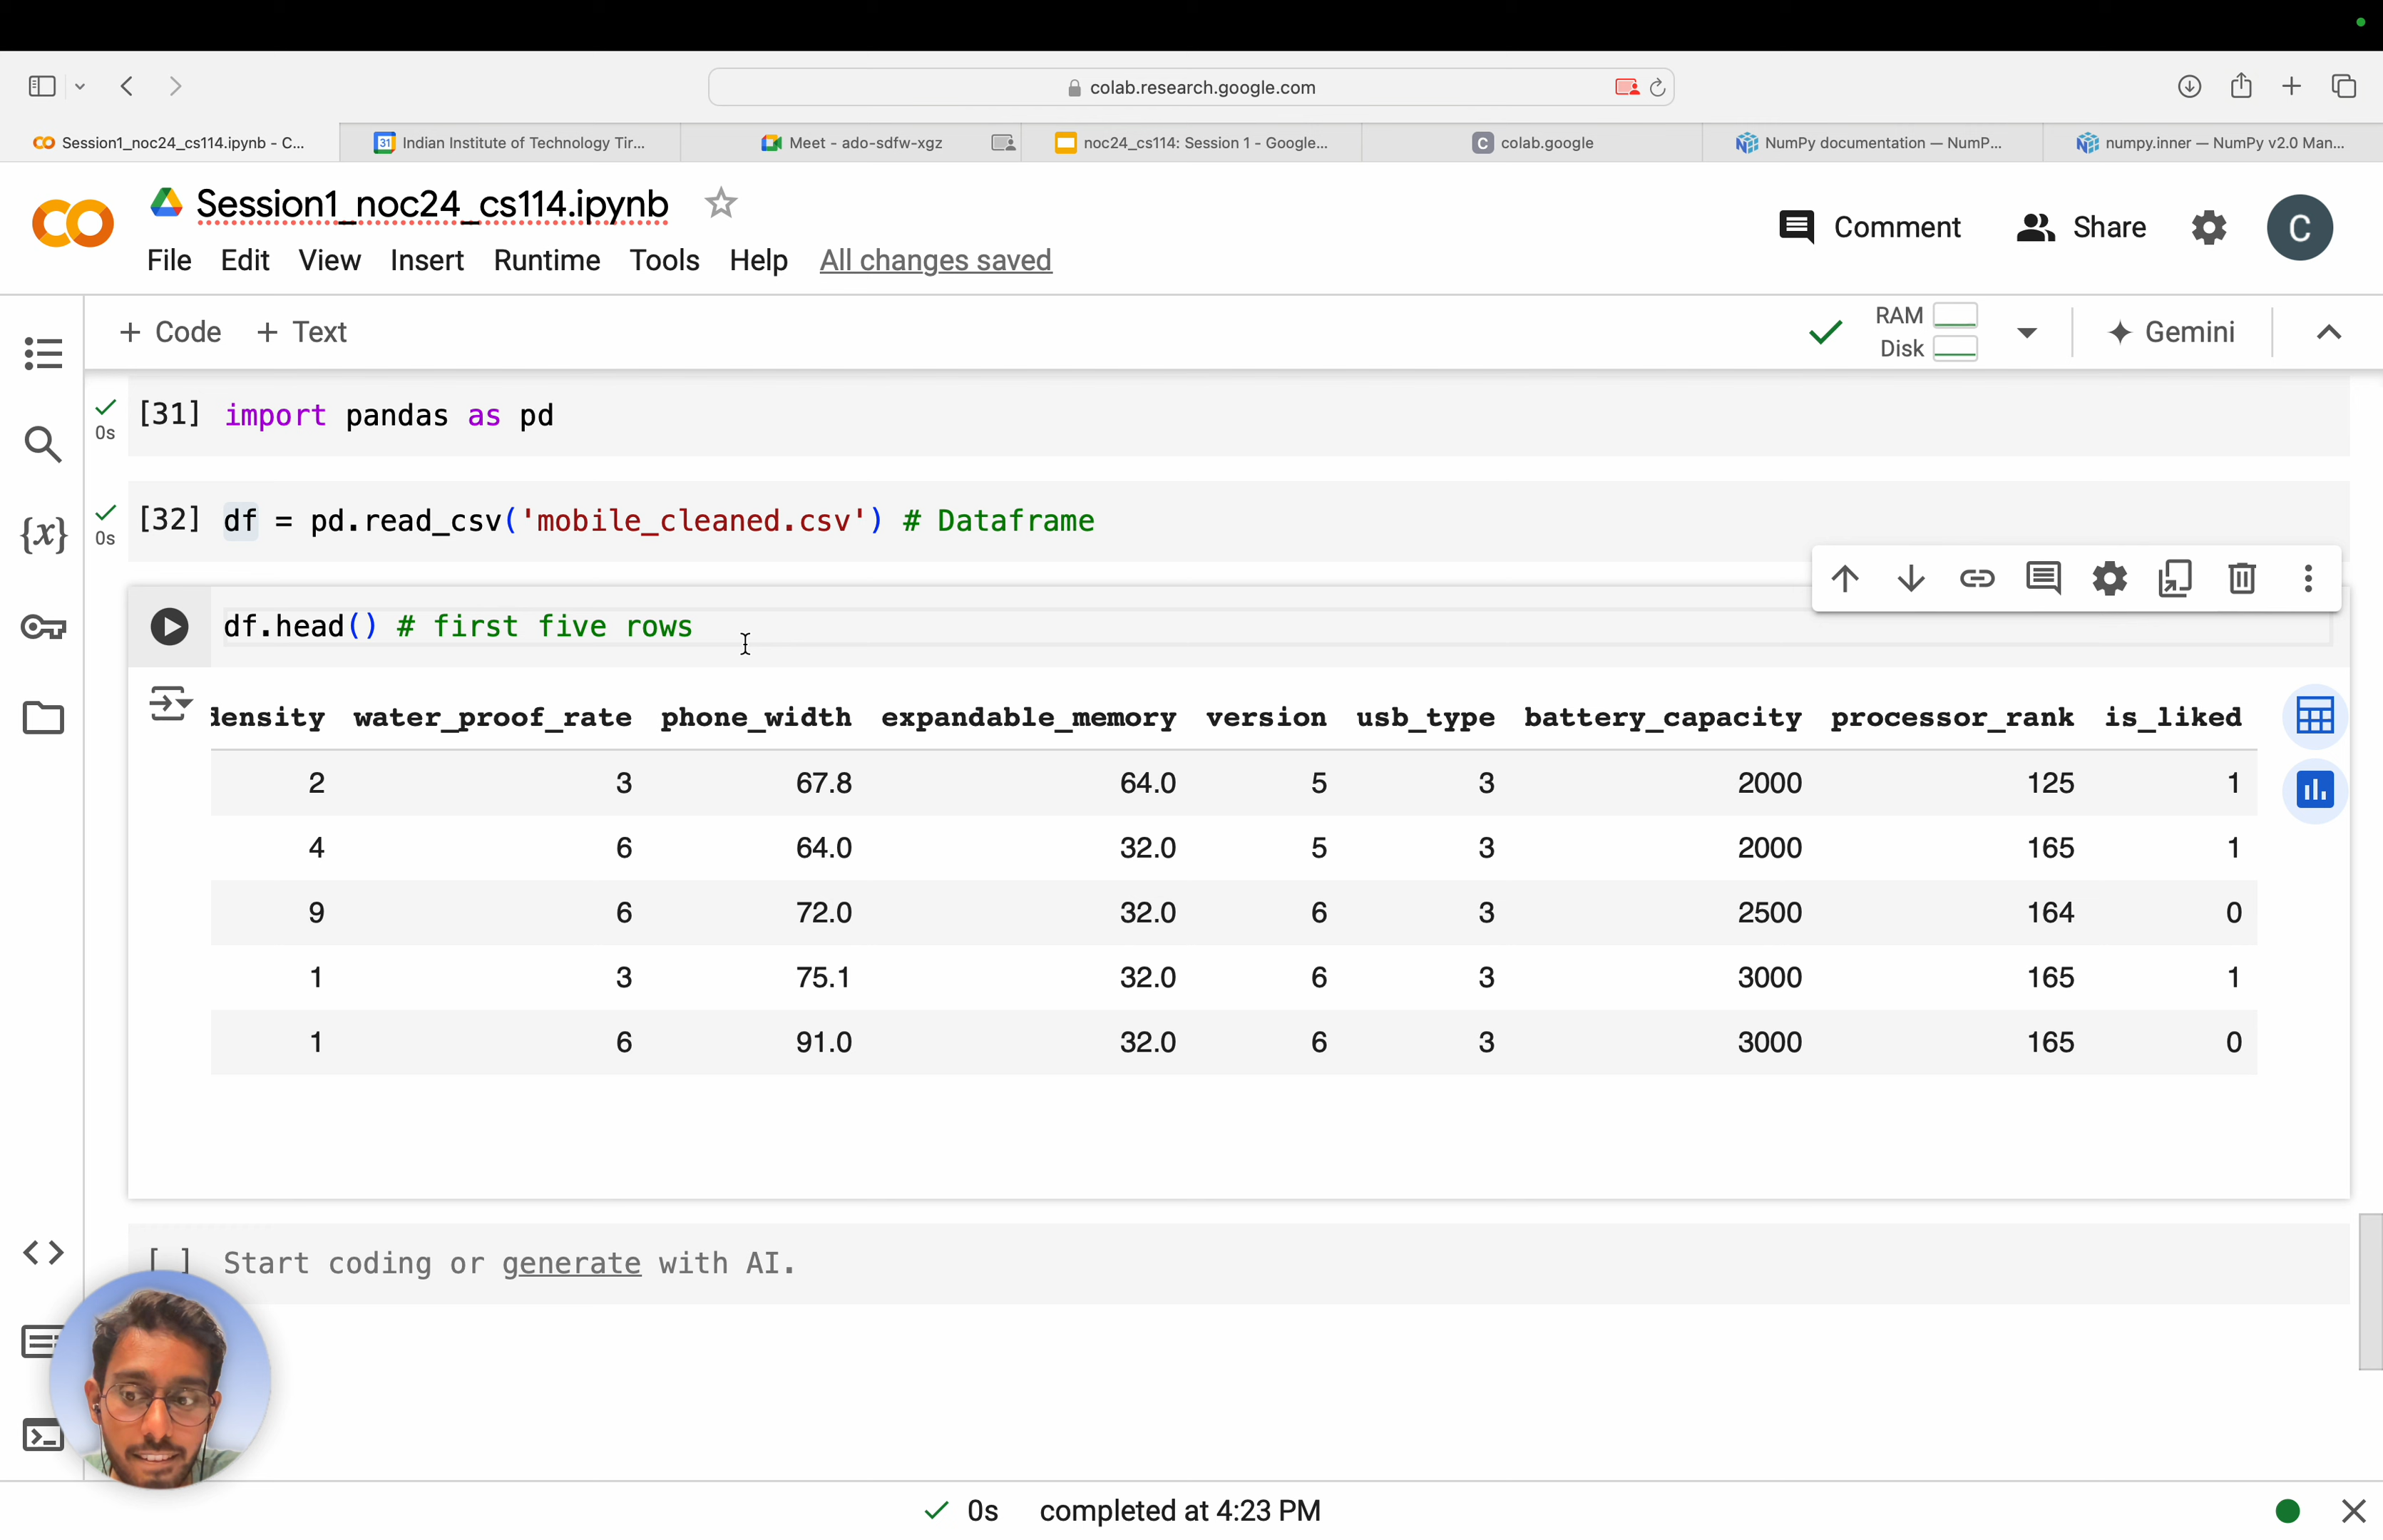 colab.research.google.com
Session1_noc24_cs114.ipynb - C...
31 Indian Institute of Technology Tir...
Meet - ado-sdfw-xgz
noc24_cs114: Session 1 - Google...
C colab.google
NumPy documentation — NumP...
numpy.inner — NumPy v2.0 Man...
Session1_noc24_cs114.ipynb
Comment Share C
File Edit View Insert Runtime Tools Help All changes saved
+ Code + Text
RAM
Disk
Gemini
[31] import pandas as pd
0s
[32] df = pd.read_csv('mobile_cleaned.csv') # Dataframe
0s
{x}
df.head() # first five rows
density water_proof_rate phone_width expandable_memory version usb_type battery_capacity processor_rank is_liked
2 3 67.8 64.0 5 3 2000 125 1
4 6 64.0 32.0 5 3 2000 165 1
9 6 72.0 32.0 6 3 2500 164 0
1 3 75.1 32.0 6 3 3000 165 1
1 6 91.0 32.0 6 3 3000 165 0
[ ] Start coding or generate with AI.
0s completed at 4:23 PM